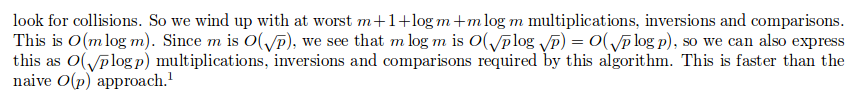 look for collisions. So we wind up with at worst m+1+log m+m log m multiplications, inversions and comparisons.
This is O(m log m). Since m is O(√p), we see that m log m is O(√p log √p) = O(√p log p), so we can also express
this as O(√p log p) multiplications, inversions and comparisons required by this algorithm. This is faster than the
naive O(p) approach.¹